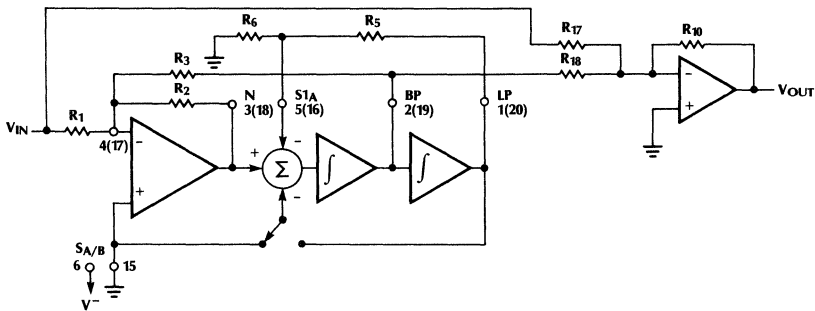 R6
R5
R17
R3
R10
R18
R2
N
3(18)
S1A
5(16)
BP
2(19)
LP
1(20)
VIN
R1
4(17)
−
+
−
+
Σ
−
∫
∫
−
+
VOUT
SA/B
6
15
V−